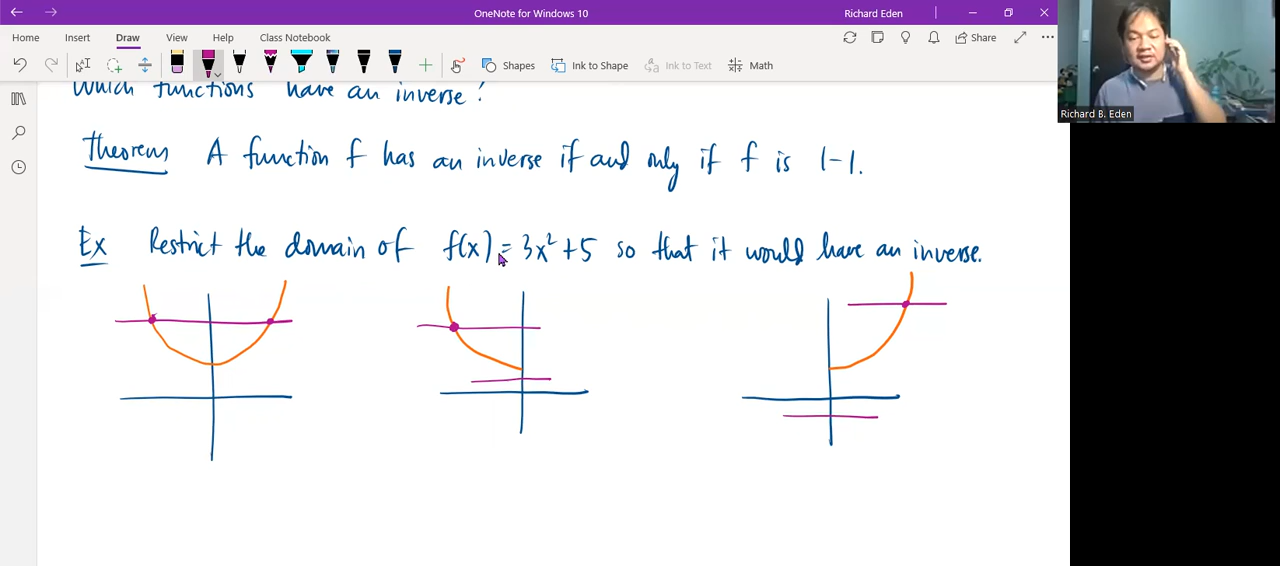 OneNote for Windows 10
Richard Eden
Home Insert Draw View Help Class Notebook
Share
Shapes Ink to Shape Ink to Text Math
Which functions have an inverse?
Theorem A function f has an inverse if and only if f is 1-1.
Ex Restrict the domain of f(x) = 3x² + 5 so that it would have an inverse.
Richard B. Eden